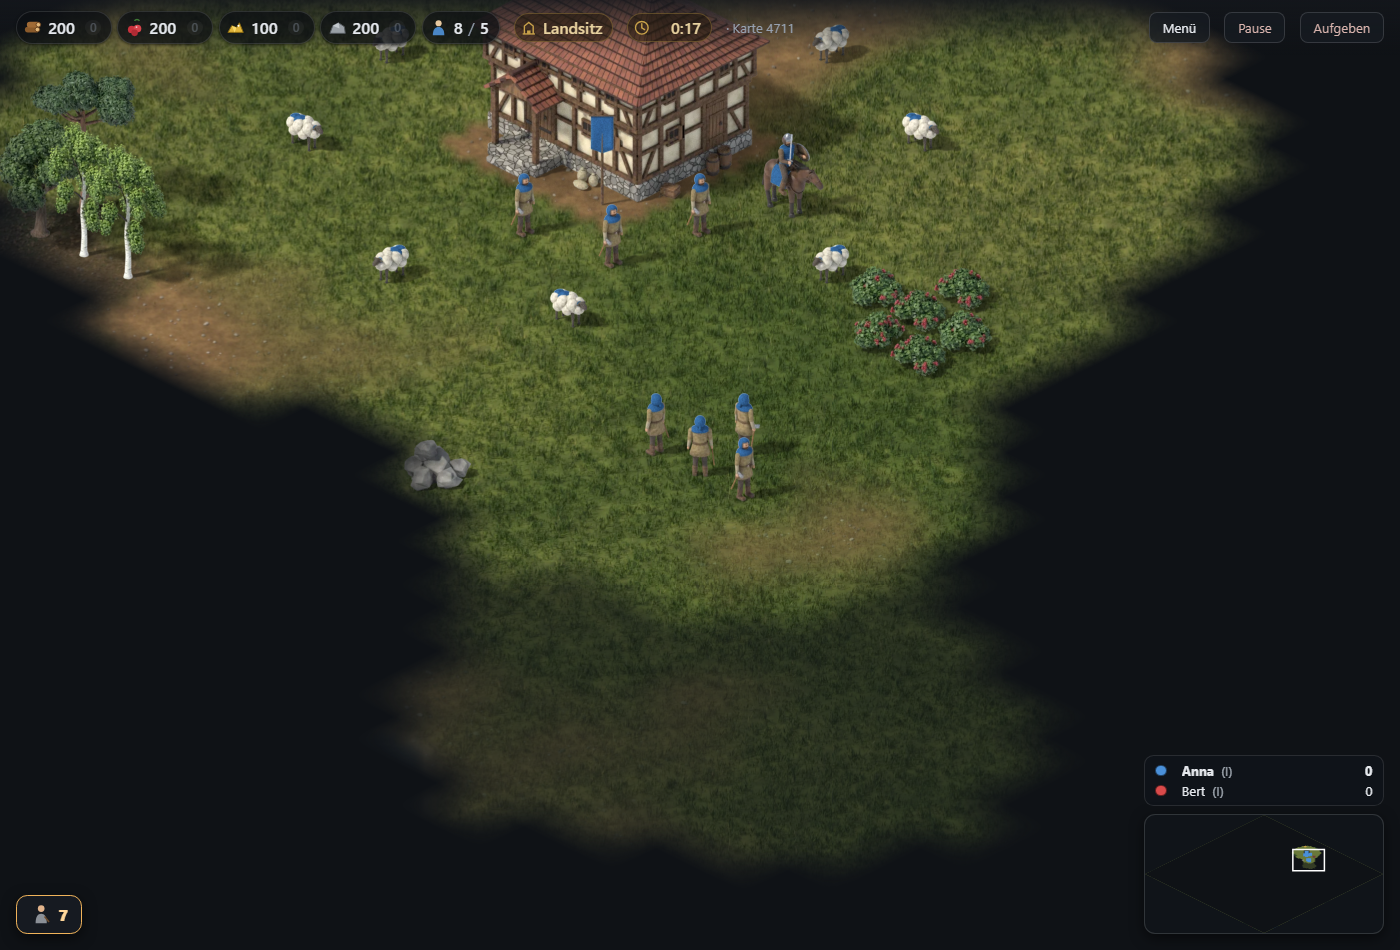 200 0 200 0 100 0 200 0 8 / 5 Landsitz 0:17 · Karte 4711 Menü Pause Aufgeben
Anna (I) 0
Bert (I) 0
7